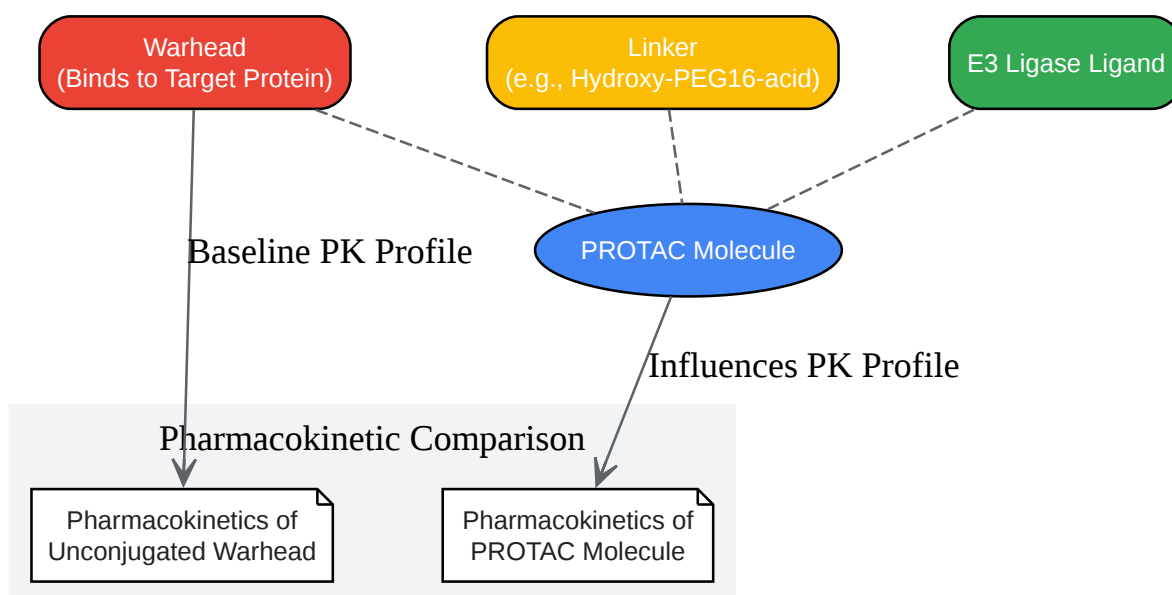 Warhead
(Binds to Target Protein)
Linker
(e.g., Hydroxy-PEG16-acid)
E3 Ligase Ligand
Baseline PK Profile
PROTAC Molecule
Influences PK Profile
Pharmacokinetic Comparison
Pharmacokinetics of
Unconjugated Warhead
Pharmacokinetics of
PROTAC Molecule